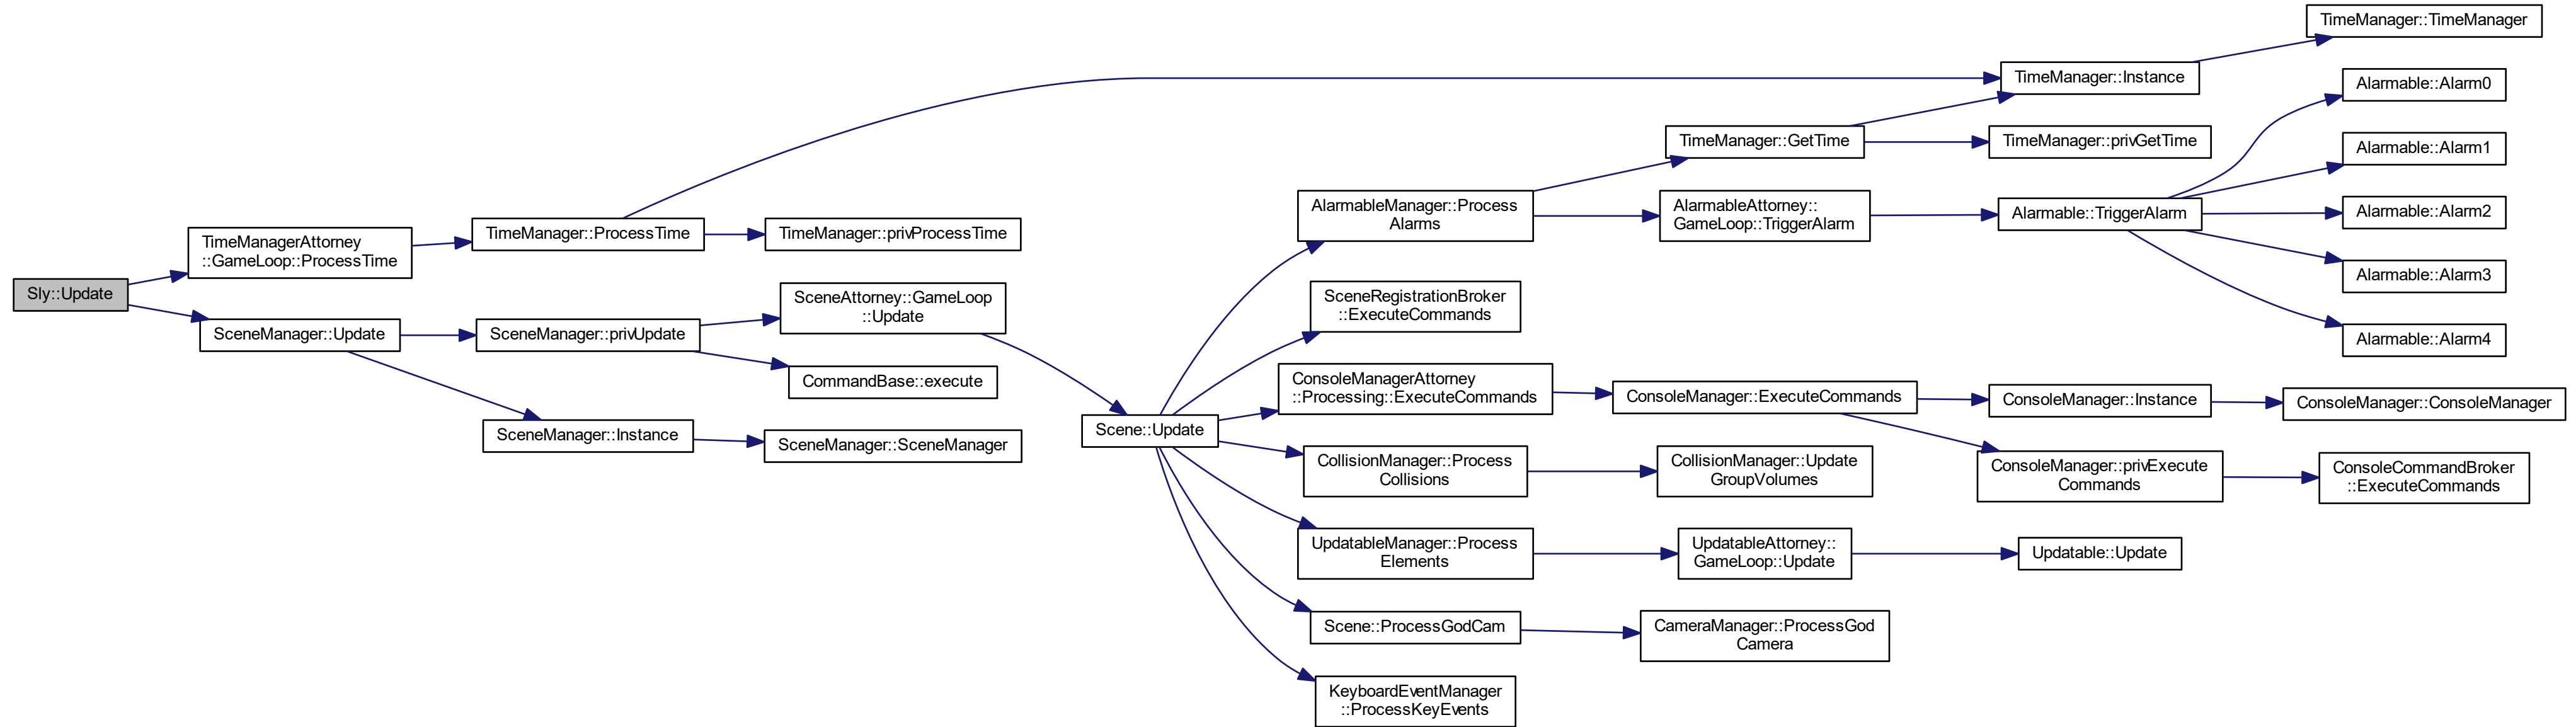 Sly::Update
TimeManagerAttorney
::GameLoop::ProcessTime
TimeManager::ProcessTime
TimeManager::privProcessTime
SceneManager::Update
SceneManager::privUpdate
SceneAttorney::GameLoop
::Update
CommandBase::execute
SceneManager::Instance
SceneManager::SceneManager
Scene::Update
AlarmableManager::Process
Alarms
TimeManager::GetTime
TimeManager::Instance
TimeManager::TimeManager
TimeManager::privGetTime
AlarmableAttorney::
GameLoop::TriggerAlarm
Alarmable::TriggerAlarm
Alarmable::Alarm0
Alarmable::Alarm1
Alarmable::Alarm2
Alarmable::Alarm3
Alarmable::Alarm4
SceneRegistrationBroker
::ExecuteCommands
ConsoleManagerAttorney
::Processing::ExecuteCommands
ConsoleManager::ExecuteCommands
ConsoleManager::Instance
ConsoleManager::ConsoleManager
ConsoleManager::privExecute
Commands
ConsoleCommandBroker
::ExecuteCommands
CollisionManager::Process
Collisions
CollisionManager::Update
GroupVolumes
UpdatableManager::Process
Elements
UpdatableAttorney::
GameLoop::Update
Updatable::Update
Scene::ProcessGodCam
CameraManager::ProcessGod
Camera
KeyboardEventManager
::ProcessKeyEvents